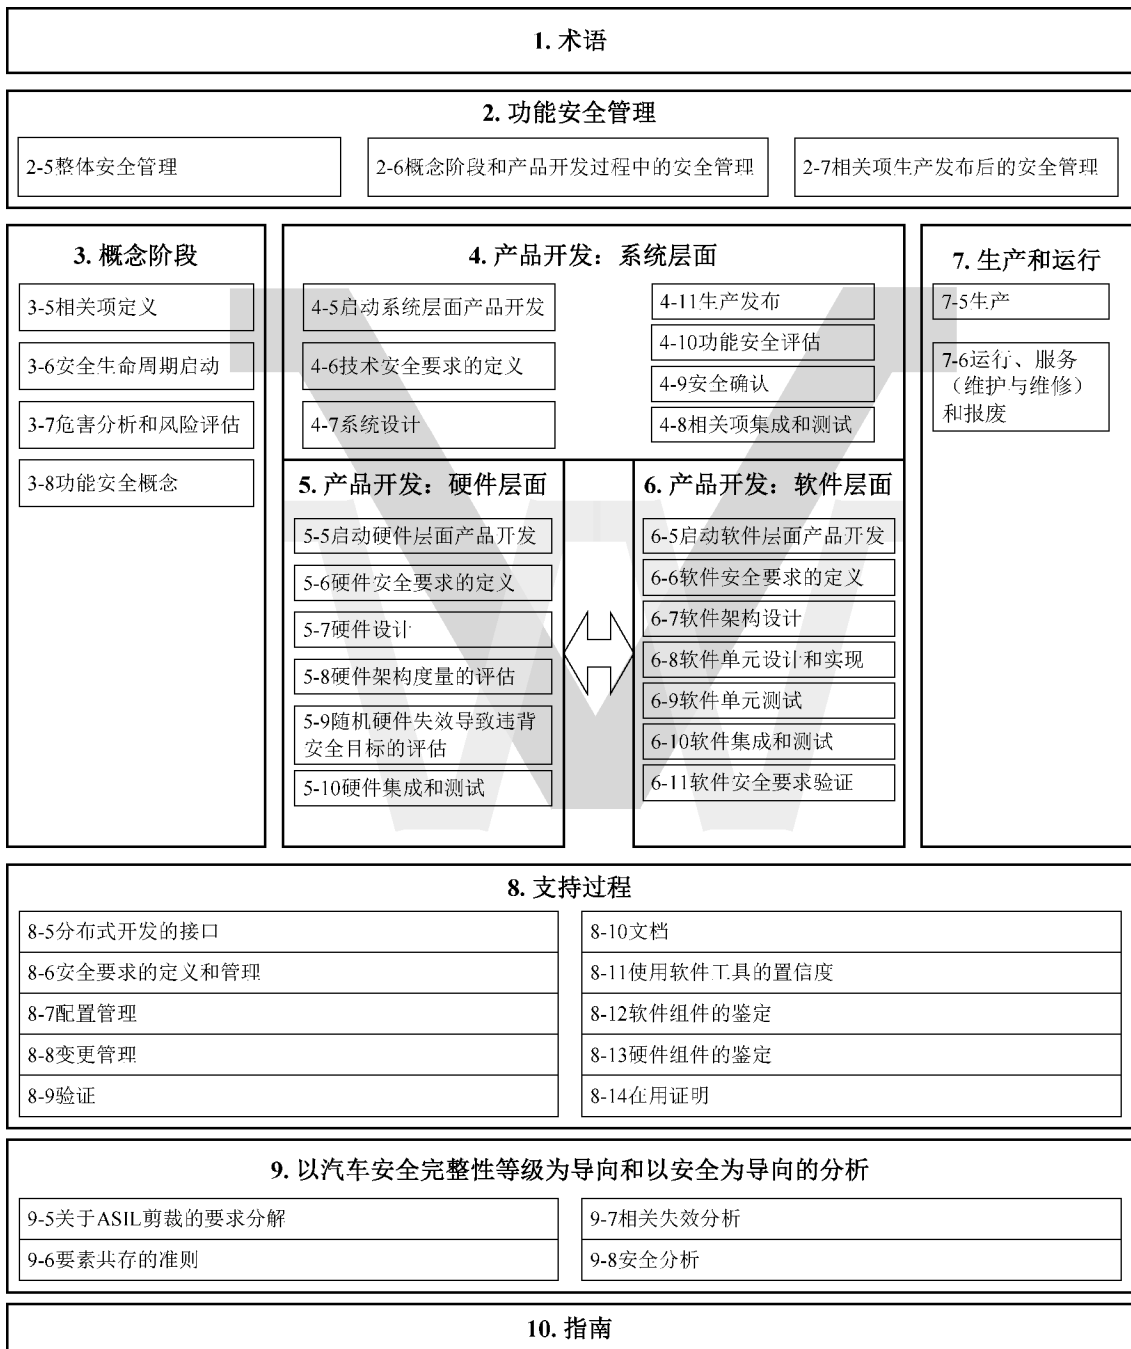 1. 术语
2. 功能安全管理
2-5整体安全管理
2-6概念阶段和产品开发过程中的安全管理
2-7相关项生产发布后的安全管理
3. 概念阶段
3-5相关项定义
3-6安全生命周期启动
3-7危害分析和风险评估
3-8功能安全概念
4. 产品开发：系统层面
4-5启动系统层面产品开发
4-6技术安全要求的定义
4-7系统设计
4-11生产发布
4-10功能安全评估
4-9安全确认
4-8相关项集成和测试
5. 产品开发：硬件层面
5-5启动硬件层面产品开发
5-6硬件安全要求的定义
5-7硬件设计
5-8硬件架构度量的评估
5-9随机硬件失效导致违背
安全目标的评估
5-10硬件集成和测试
6. 产品开发：软件层面
6-5启动软件层面产品开发
6-6软件安全要求的定义
6-7软件架构设计
6-8软件单元设计和实现
6-9软件单元测试
6-10软件集成和测试
6-11软件安全要求验证
7. 生产和运行
7-5生产
7-6运行、服务
（维护与维修）
和报废
8. 支持过程
8-5分布式开发的接口
8-6安全要求的定义和管理
8-7配置管理
8-8变更管理
8-9验证
8-10文档
8-11使用软件工具的置信度
8-12软件组件的鉴定
8-13硬件组件的鉴定
8-14在用证明
9. 以汽车安全完整性等级为导向和以安全为导向的分析
9-5关于ASIL剪裁的要求分解
9-6要素共存的准则
9-7相关失效分析
9-8安全分析
10. 指南